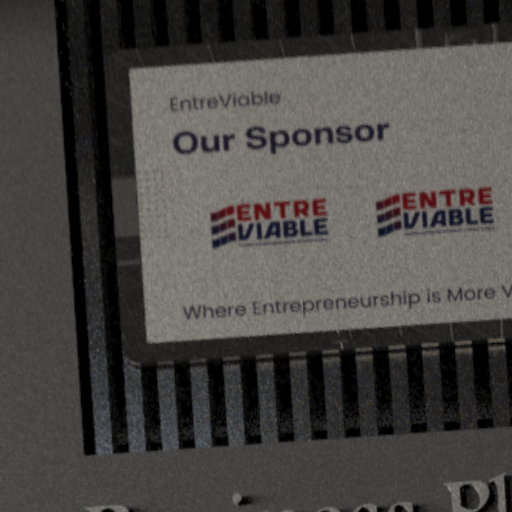 EntreViable
Our Sponsor
ENTRE
VIABLE
ENTRE
VIABLE
Where Entrepreneurship is More